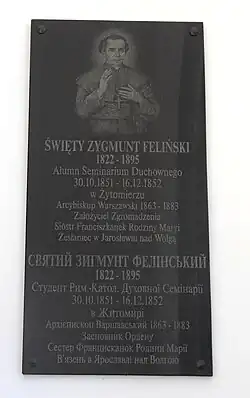 ŚWIĘTY ZYGMUNT FELIŃSKI
1822 - 1895
Alumn Seminarium Duchownego
30.10.1851 - 16.12.1852
w Żytomierzu
Arcybiskup Warszawski 1863 - 1883
Założyciel Zgromadzenia
Sióstr Franciszkanek Rodziny Maryi
Zesłaniec w Jarosławiu nad Wołgą
СВЯТИЙ ЗИГМУНТ ФЕЛІНСЬКИЙ
1822 - 1895
Студент Рим.-Катол. Духовної Семінарії
30.10.1851 - 16.12.1852
в Житомирі
Архієпископ Варшавський 1863 - 1883
Засновник Ордену
Сестер Францисканок Родини Марії
В'язень в Ярославлі над Волгою